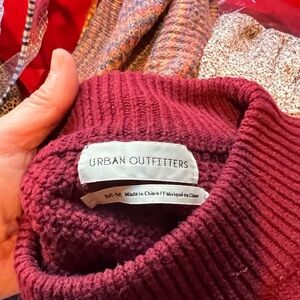 URBAN OUTFITTERS
M-M Made in China / Fabriqué en Chine